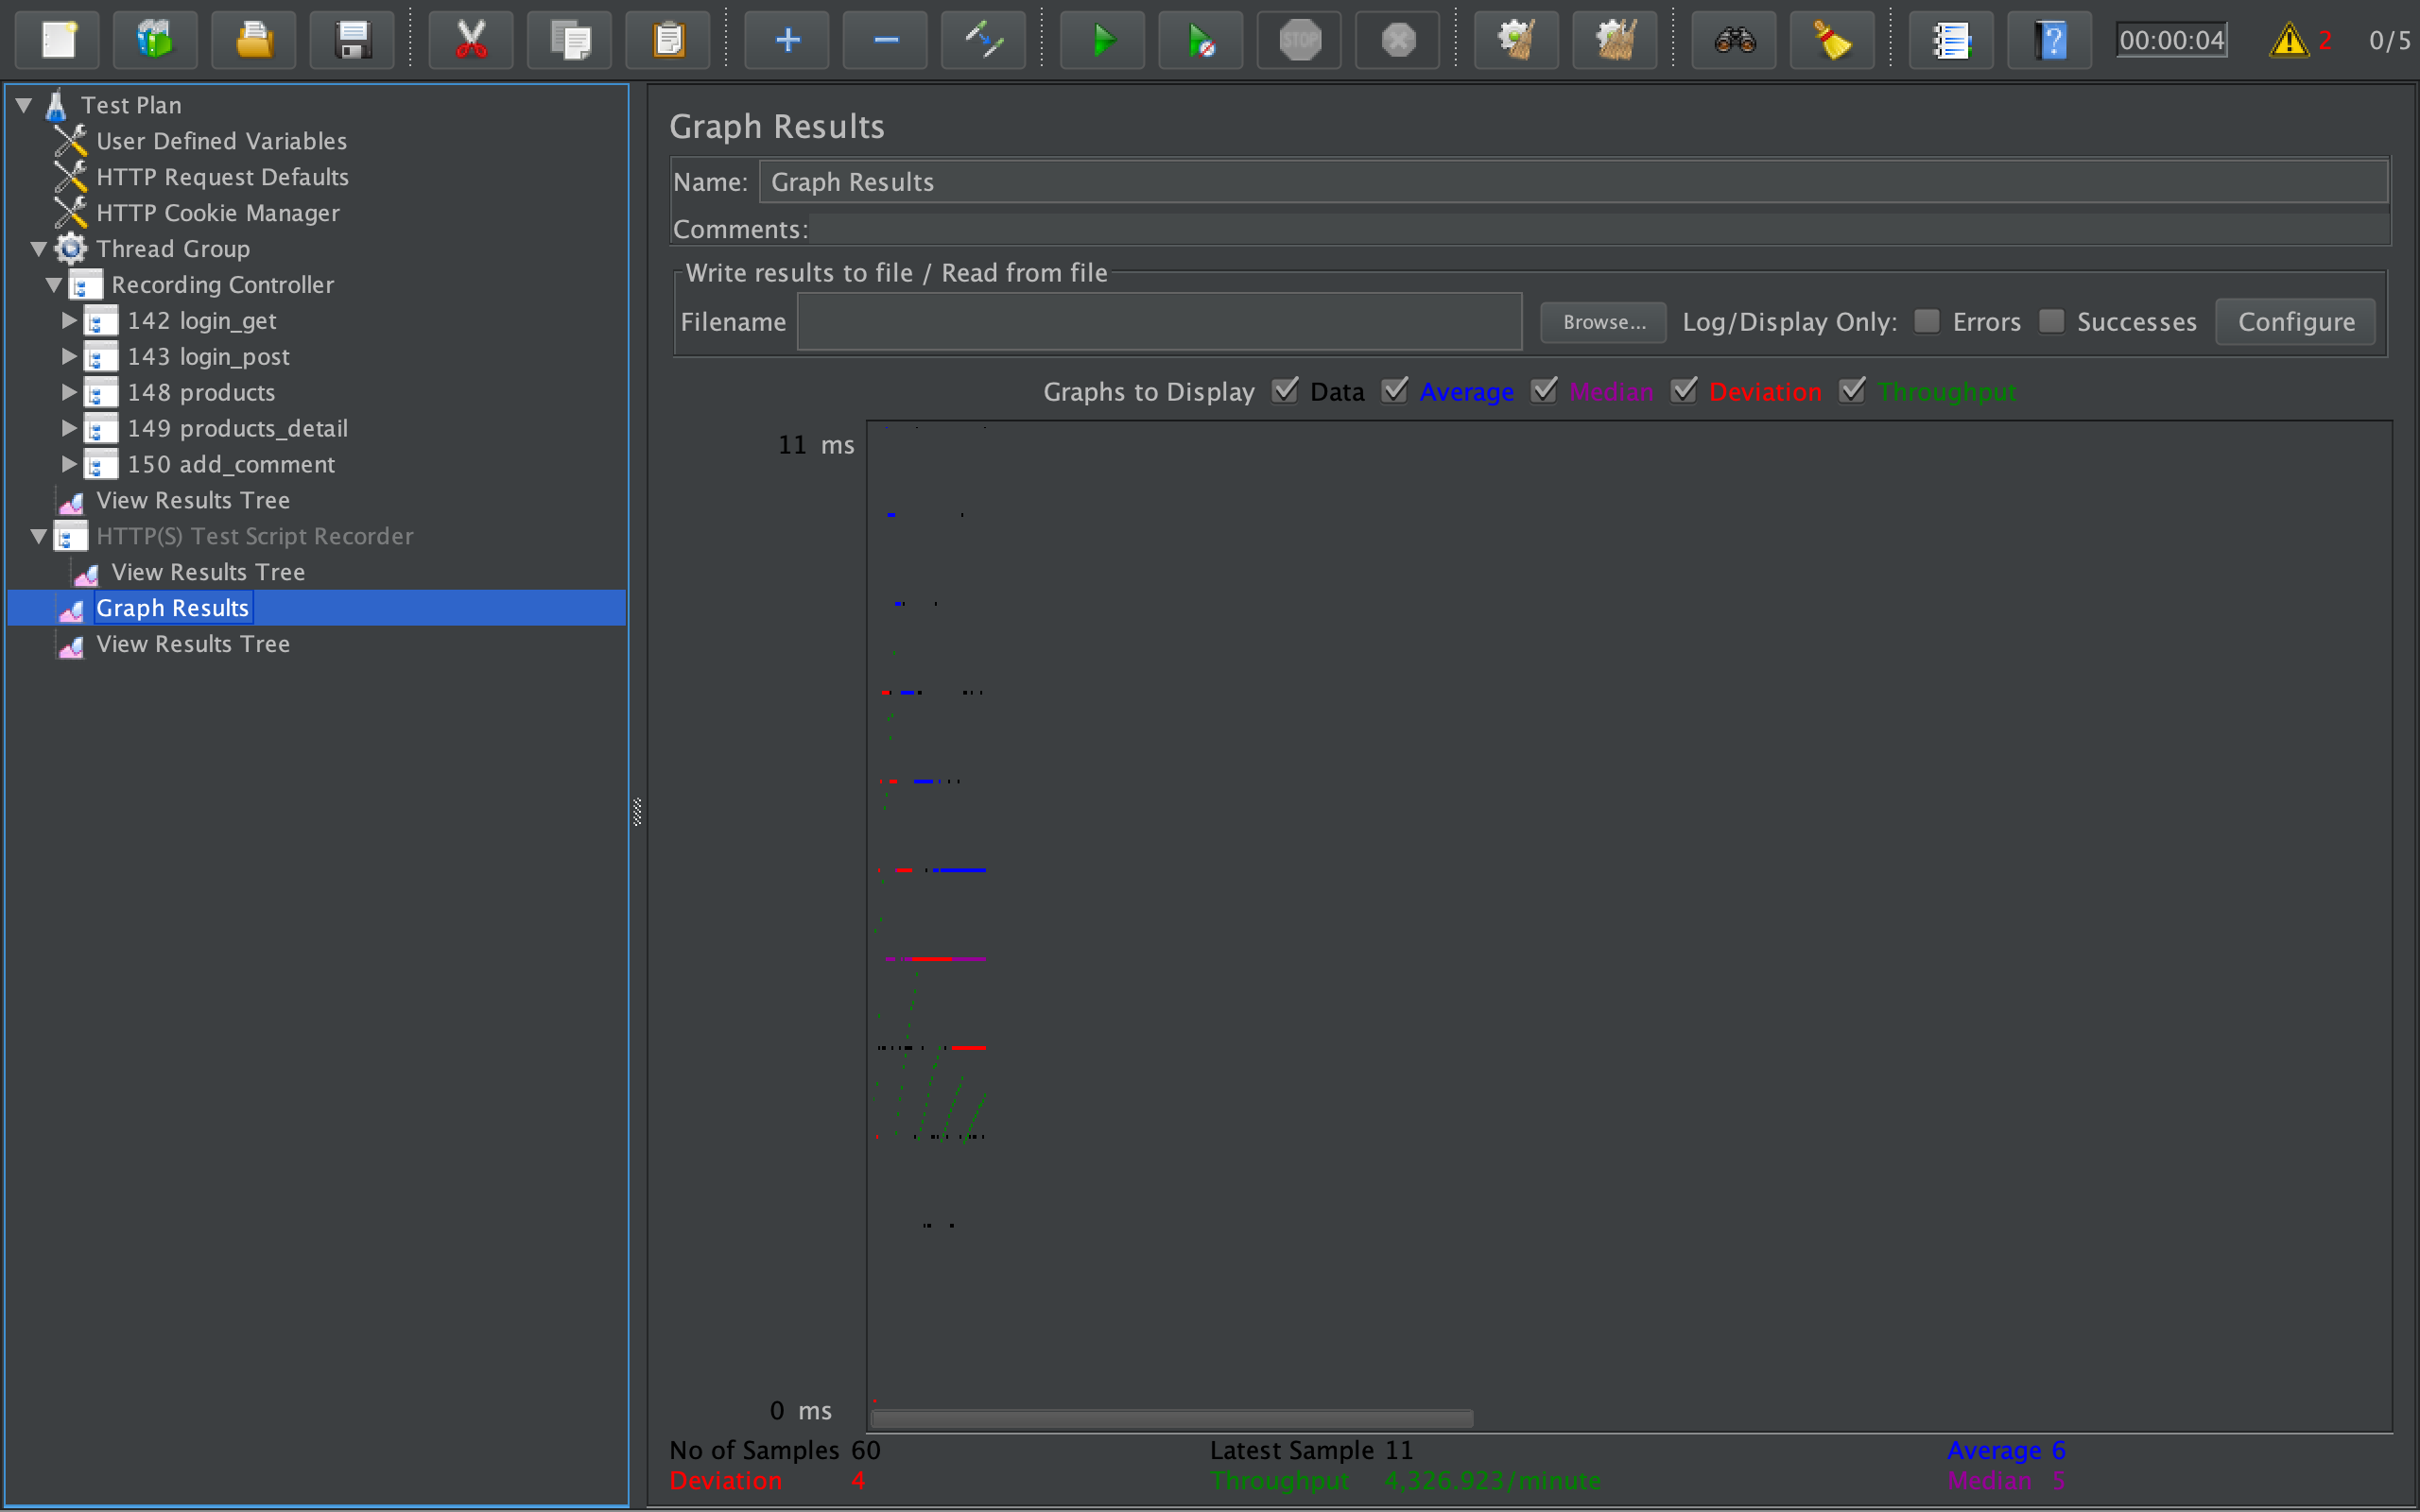 STOP
00:00:04 2 0/5
Test Plan
User Defined Variables
HTTP Request Defaults
HTTP Cookie Manager
Thread Group
Recording Controller
142 login_get
143 login_post
148 products
149 products_detail
150 add_comment
View Results Tree
HTTP(S) Test Script Recorder
View Results Tree
Graph Results
View Results Tree
Graph Results
Name: Graph Results
Comments:
Write results to file / Read from file
Filename Browse... Log/Display Only: Errors Successes Configure
Graphs to Display Data Average Median Deviation Throughput
11 ms
0 ms
No of Samples 60 Latest Sample 11 Average 6
Deviation 4 Throughput 4,326.923/minute Median 5